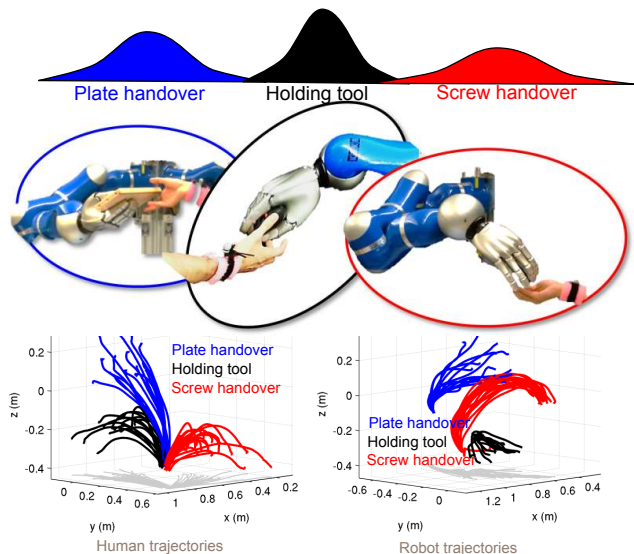 Plate handover
Holding tool
Screw handover
Plate handover
Holding tool
Screw handover
0.2
0
-0.2
-0.4
z (m)
0
0.2
0.4
0.6
y (m)
1
0.8
0.6
0.4
0.2
x (m)
Human trajectories
0.2
0
-0.2
-0.4
z (m)
Plate handover
Holding tool
Screw handover
-0.6
-0.4
-0.2
0
y (m)
1.2
1
0.8
0.6
0.4
x (m)
Robot trajectories